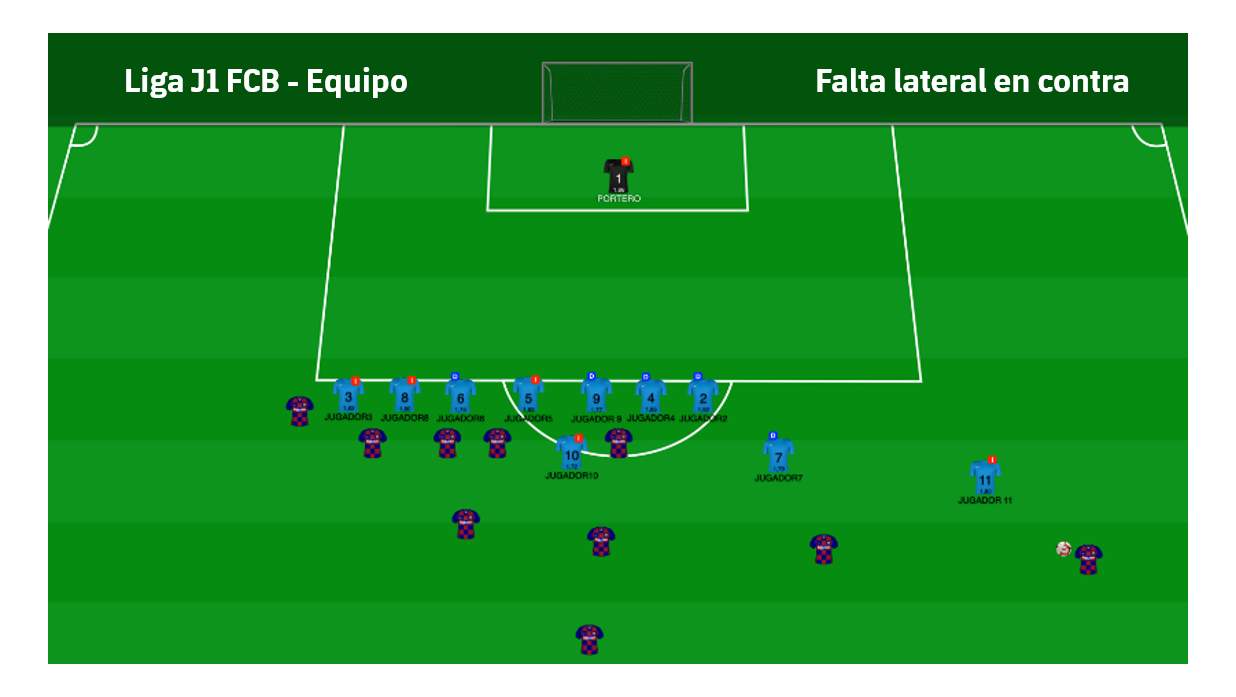 Liga J1 FCB - Equipo
Falta lateral en contra
I
1
PORTERO
I
3
JUGADOR3
I
8
JUGADOR8
D
6
JUGADOR6
I
5
JUGADOR5
D
9
JUGADOR 9
D
4
JUGADOR4
D
2
JUGADOR2
I
10
JUGADOR10
D
7
JUGADOR7
I
11
JUGADOR 11